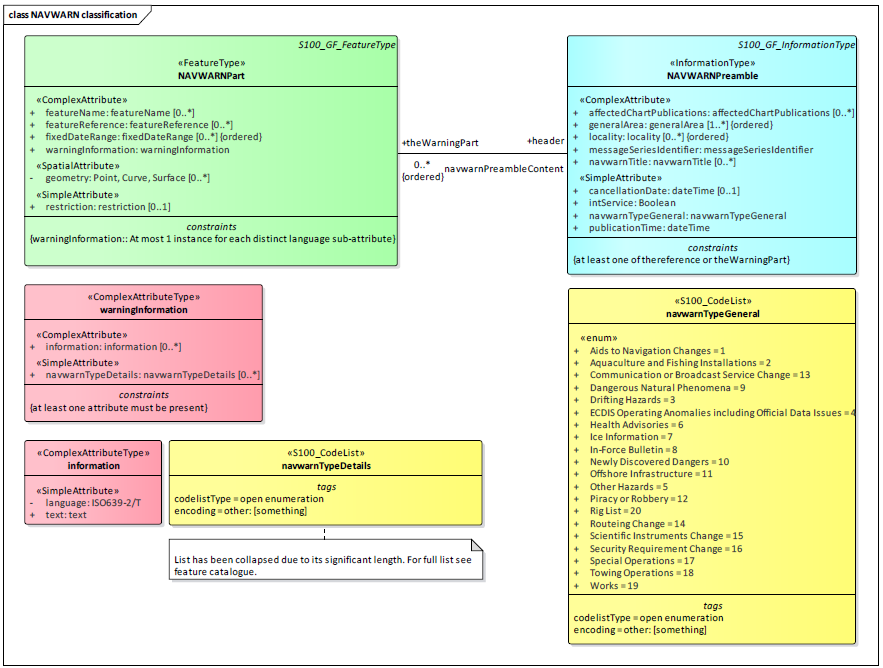 class NAVWARN classification
S100_GF_FeatureType
«FeatureType»
NAVWARNPart
«ComplexAttribute»
+ featureName: featureName [0..*]
+ featureReference: featureReference [0..*]
+ fixedDateRange: fixedDateRange [0..*] {ordered}
+ warningInformation: warningInformation
«SpatialAttribute»
- geometry: Point, Curve, Surface [0..*]
«SimpleAttribute»
+ restriction: restriction [0..1]
constraints
{warningInformation:: At most 1 instance for each distinct language sub-attribute}
+theWarningPart
+header
0..*
{ordered}
navwarnPreambleContent
S100_GF_InformationType
«InformationType»
NAVWARNPreamble
«ComplexAttribute»
+ affectedChartPublications: affectedChartPublications [0..*]
+ generalArea: generalArea [1..*] {ordered}
+ locality: locality [0..*] {ordered}
+ messageSeriesIdentifier: messageSeriesIdentifier
+ navwarnTitle: navwarnTitle [0..*]
«SimpleAttribute»
+ cancellationDate: dateTime [0..1]
+ intService: Boolean
+ navwarnTypeGeneral: navwarnTypeGeneral
+ publicationTime: dateTime
constraints
{at least one of thereference or theWarningPart}
«ComplexAttributeType»
warningInformation
«ComplexAttribute»
+ information: information [0..*]
«SimpleAttribute»
+ navwarnTypeDetails: navwarnTypeDetails [0..*]
constraints
{at least one attribute must be present}
«ComplexAttributeType»
information
«SimpleAttribute»
- language: ISO639-2/T
+ text: text
«S100_CodeList»
navwarnTypeDetails
tags
codelistType = open enumeration
encoding = other: [something]
List has been collapsed due to its significant length. For full list see
feature catalogue.
«S100_CodeList»
navwarnTypeGeneral
«enum»
+ Aids to Navigation Changes = 1
+ Aquaculture and Fishing Installations = 2
+ Communication or Broadcast Service Change = 13
+ Dangerous Natural Phenomena = 9
+ Drifting Hazards = 3
+ ECDIS Operating Anomalies including Official Data Issues = 4
+ Health Advisories = 6
+ Ice Information = 7
+ In-Force Bulletin = 8
+ Newly Discovered Dangers = 10
+ Offshore Infrastructure = 11
+ Other Hazards = 5
+ Piracy or Robbery = 12
+ Rig List = 20
+ Routeing Change = 14
+ Scientific Instruments Change = 15
+ Security Requirement Change = 16
+ Special Operations = 17
+ Towing Operations = 18
+ Works = 19
tags
codelistType = open enumeration
encoding = other: [something]